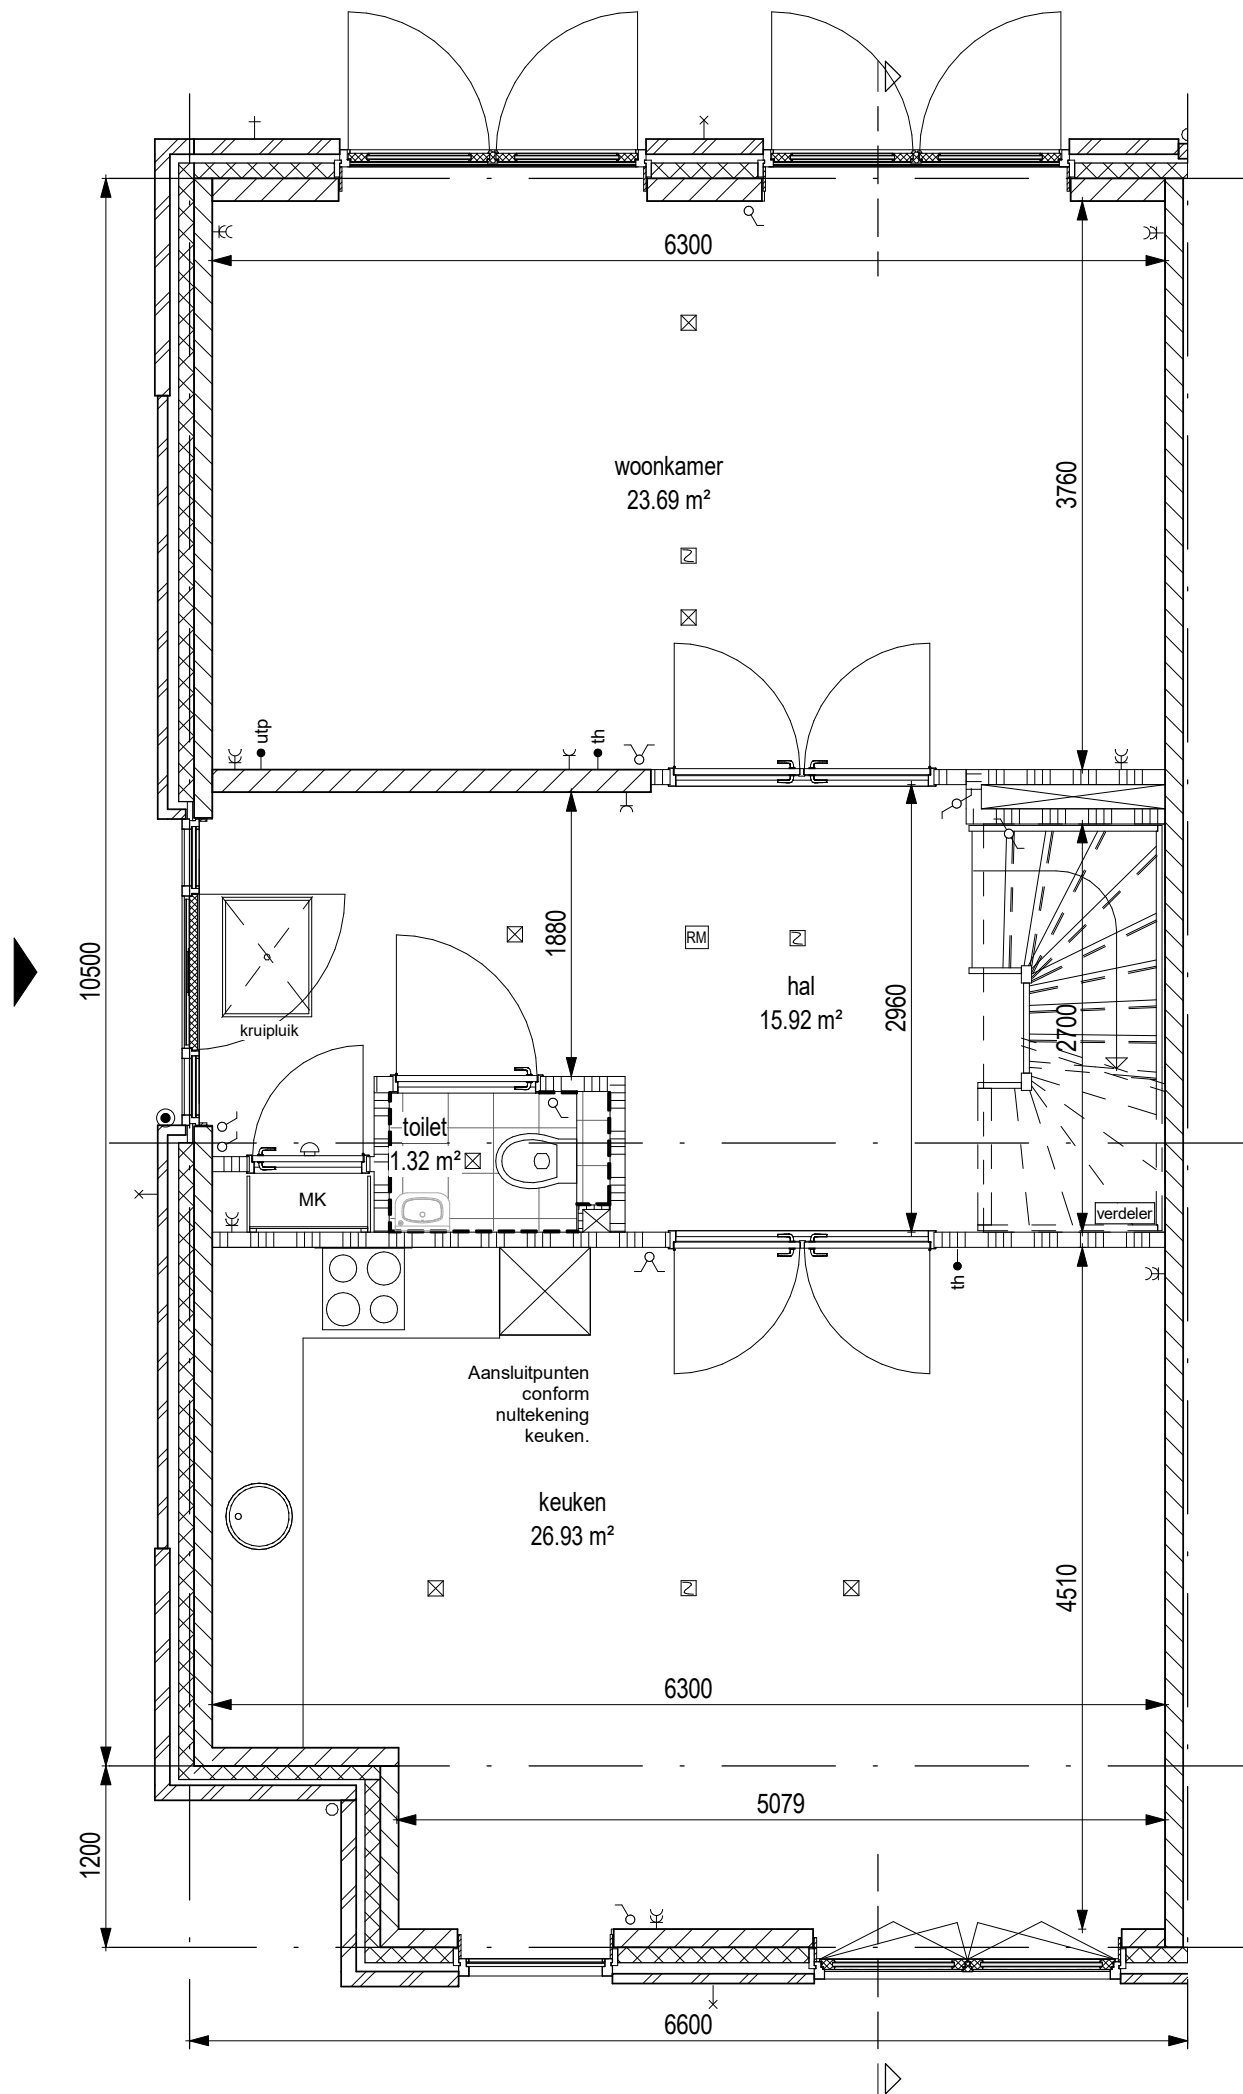 6300
woonkamer
23.69 m²
3760
utp
th
10500
1880
RM
hal
15.92 m²
2960
2700
kruipluik
toilet
1.32 m²
MK
verdeler
th
Aansluitpunten
conform
nultekening
keuken.
keuken
26.93 m²
4510
6300
5079
1200
6600